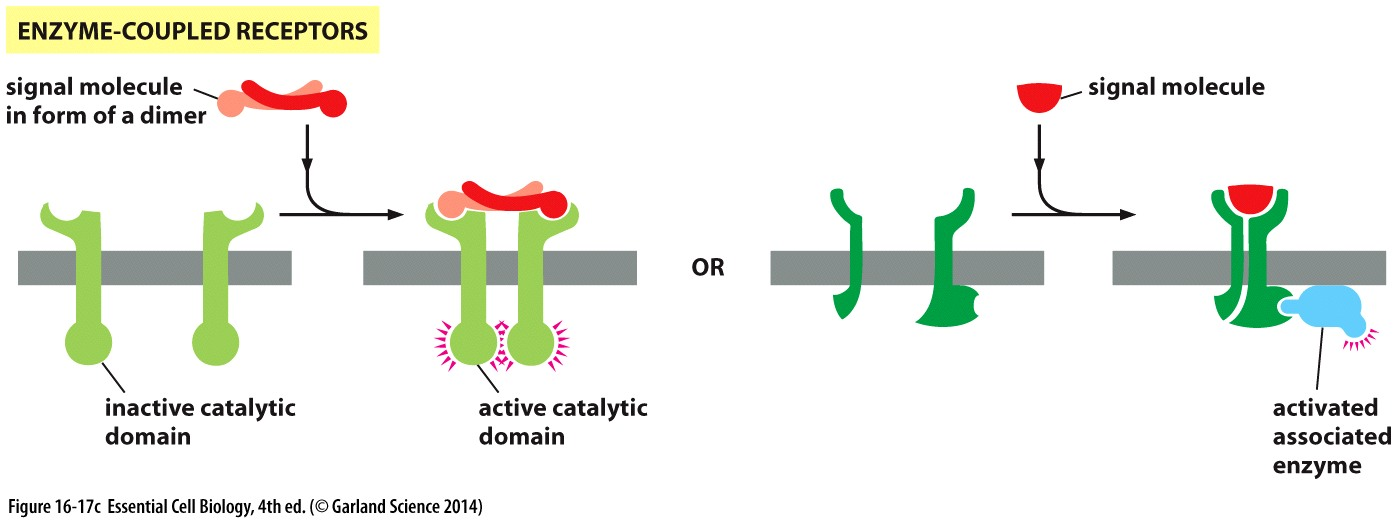 ENZYME-COUPLED RECEPTORS
signal molecule
in form of a dimer
signal molecule
OR
inactive catalytic
domain
active catalytic
domain
activated
associated
enzyme
Figure 16-17c Essential Cell Biology, 4th ed. (© Garland Science 2014)